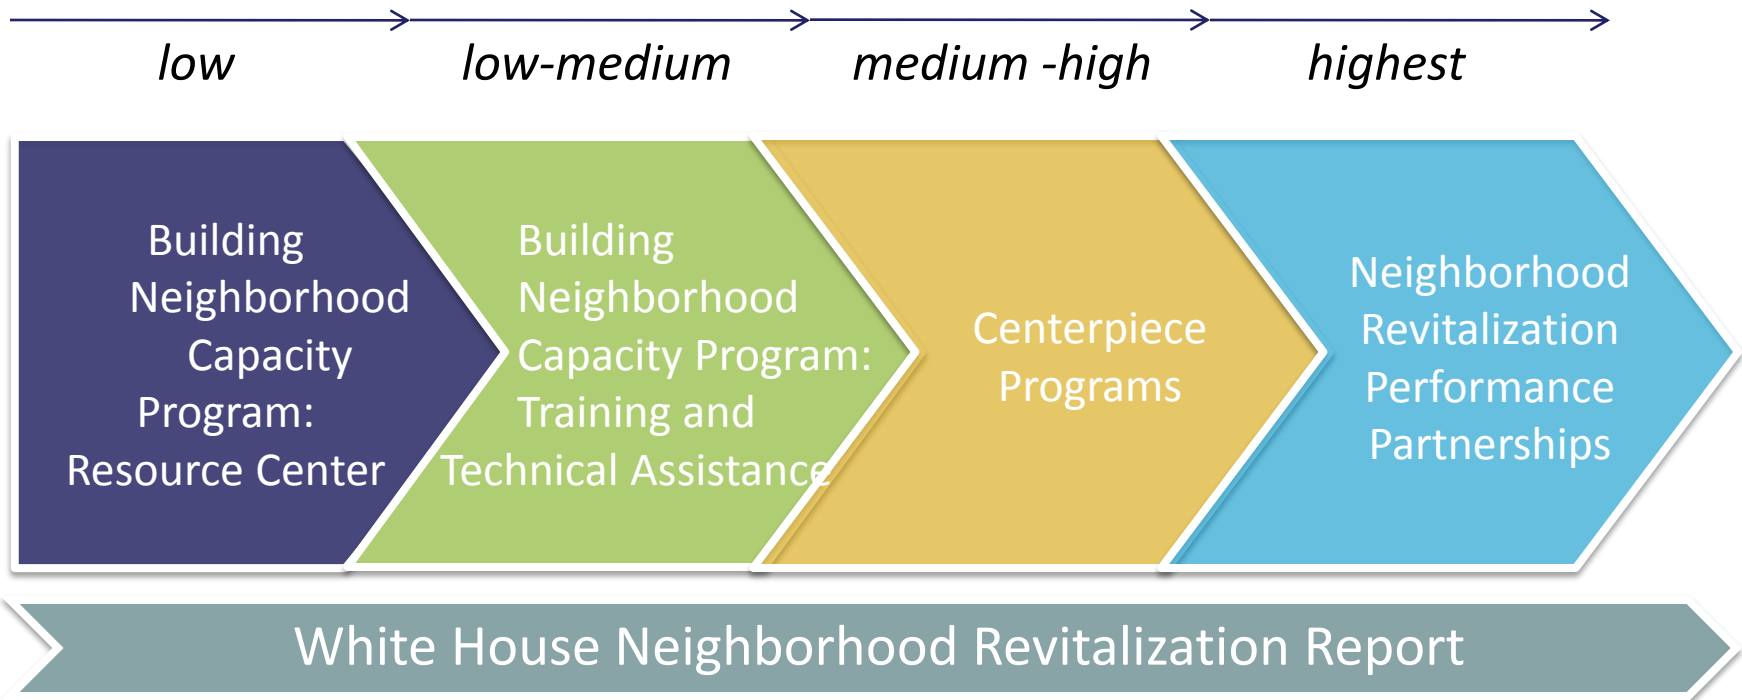 low
low-medium
medium -high
highest
Building
Neighborhood
Capacity
Program:
Resource Center
Building
Neighborhood
Capacity Program:
Training and
Technical Assistance
Centerpiece
Programs
Neighborhood
Revitalization
Performance
Partnerships
White House Neighborhood Revitalization Report